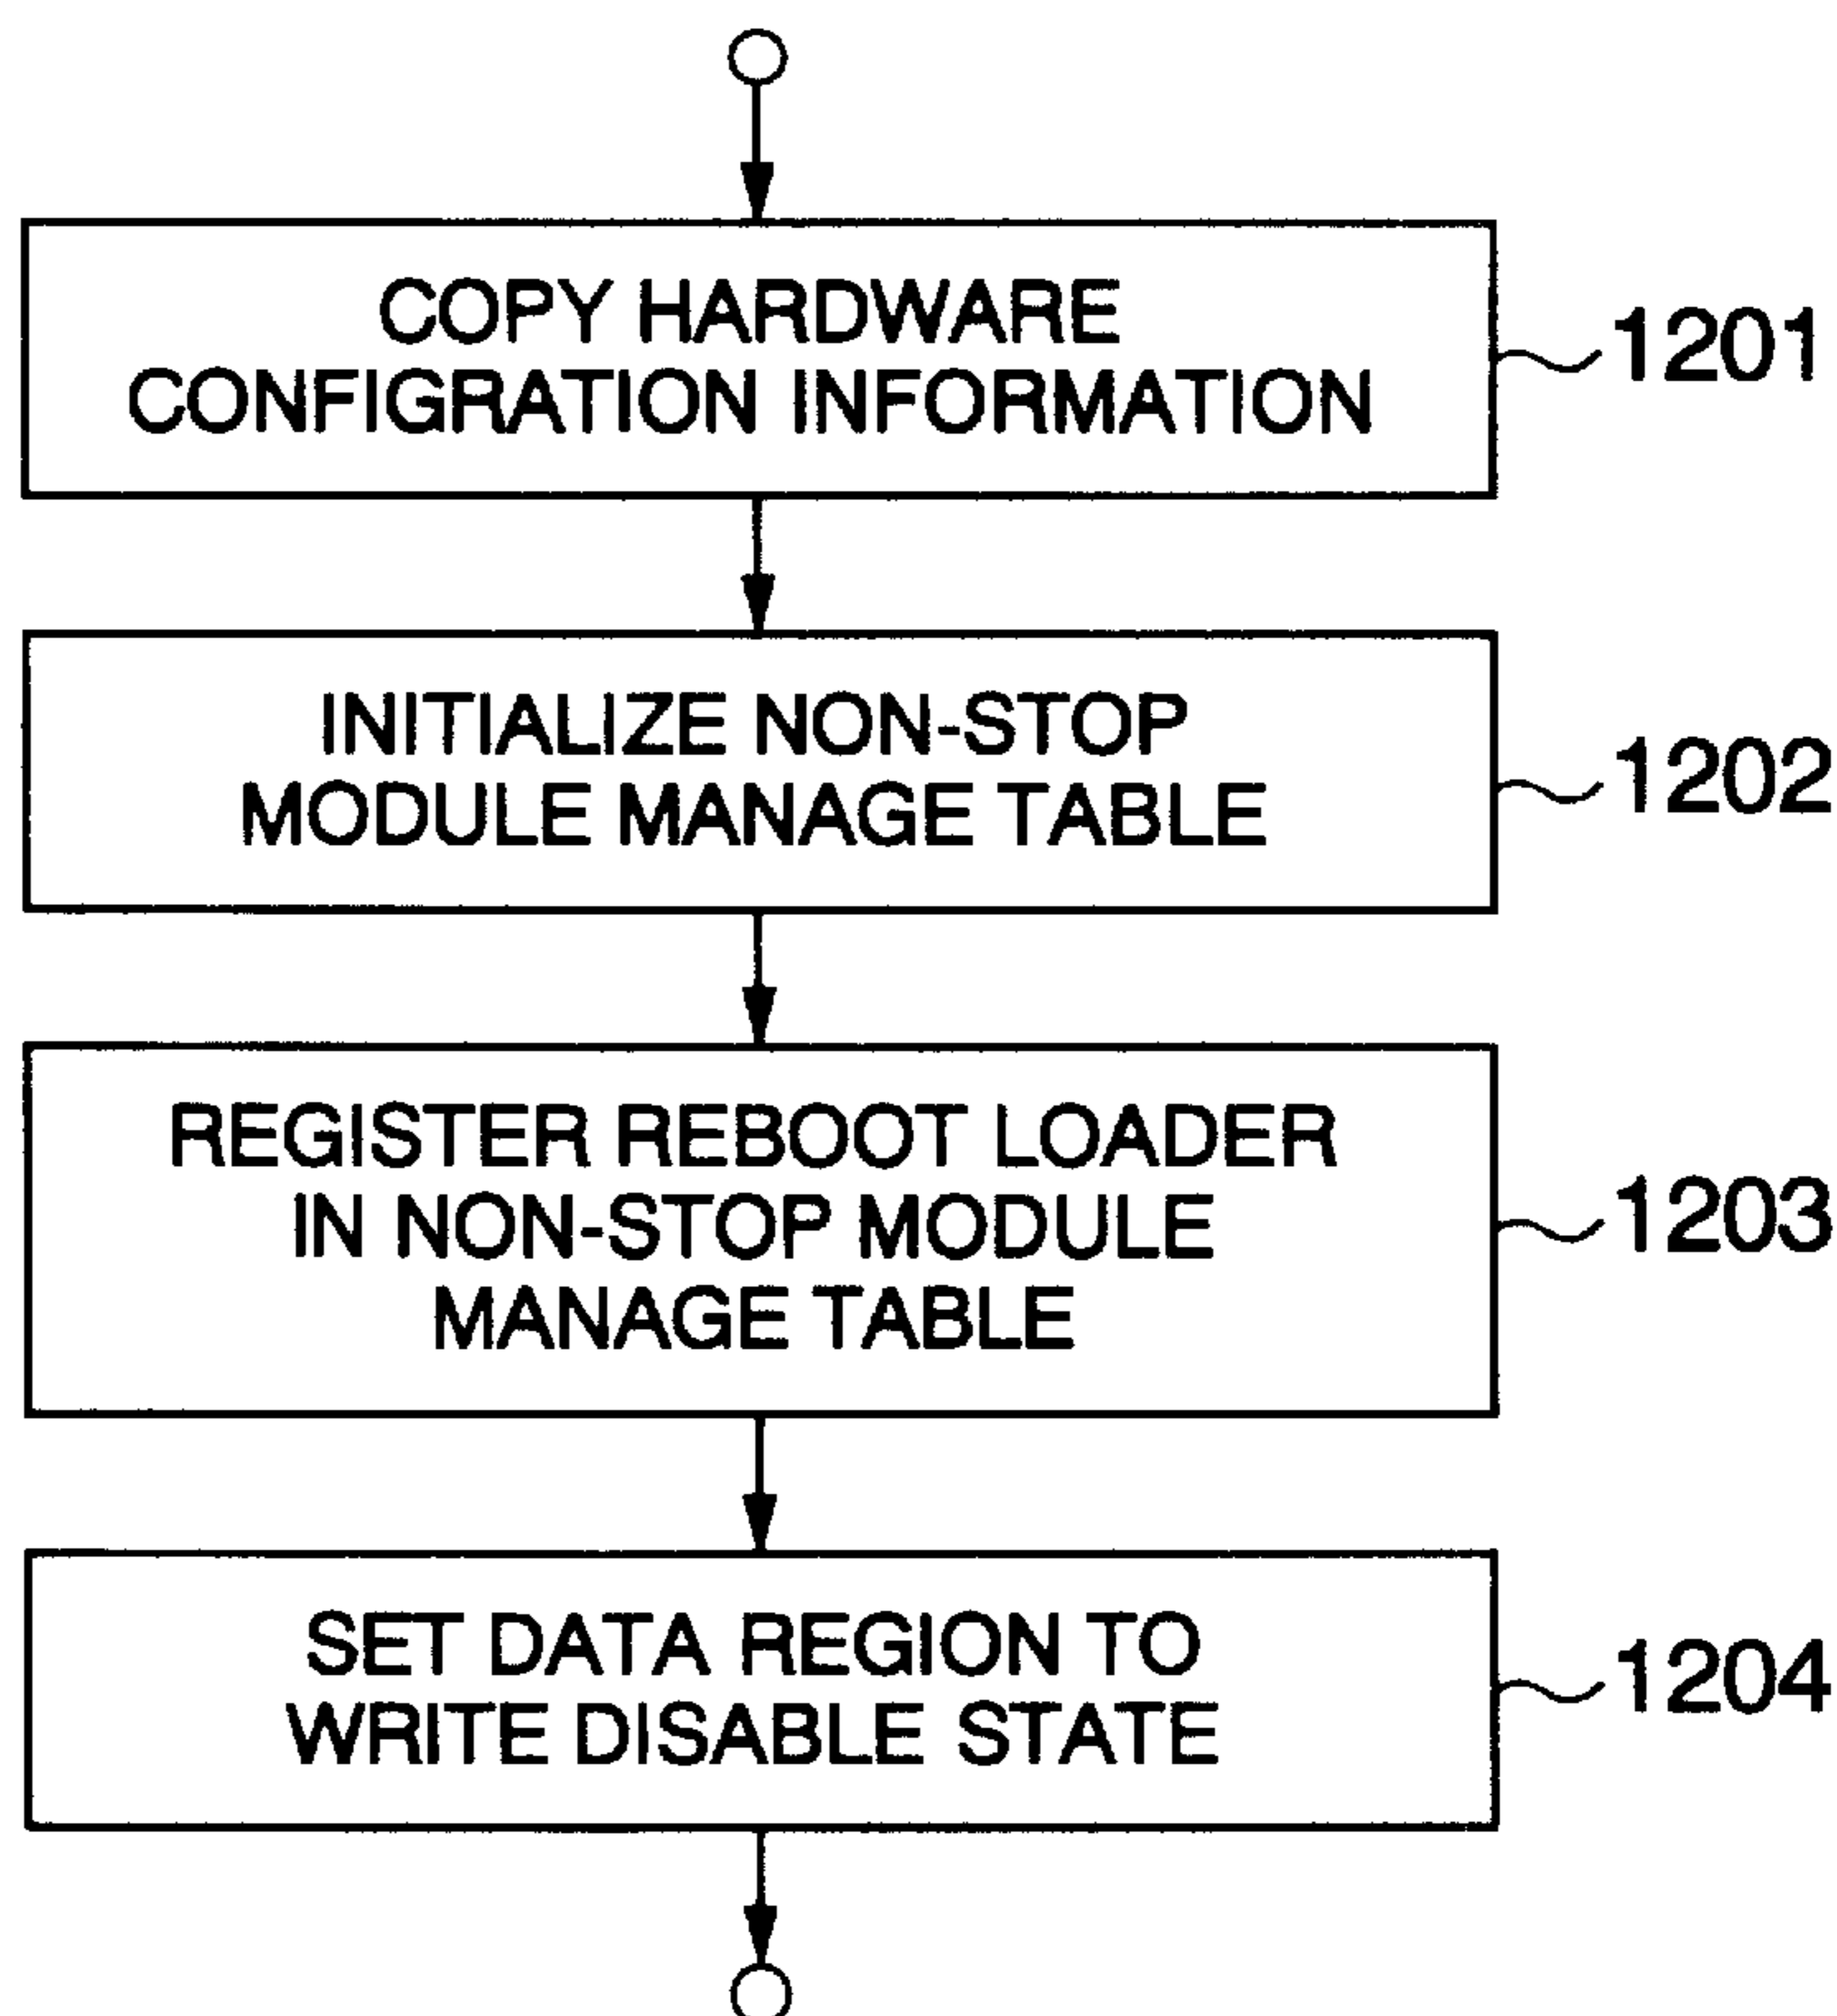 COPY HARDWARE
CONFIGRATION INFORMATION
1201
INITIALIZE NON-STOP
MODULE MANAGE TABLE
1202
REGISTER REBOOT LOADER
IN NON-STOP MODULE
MANAGE TABLE
1203
SET DATA REGION TO
WRITE DISABLE STATE
1204